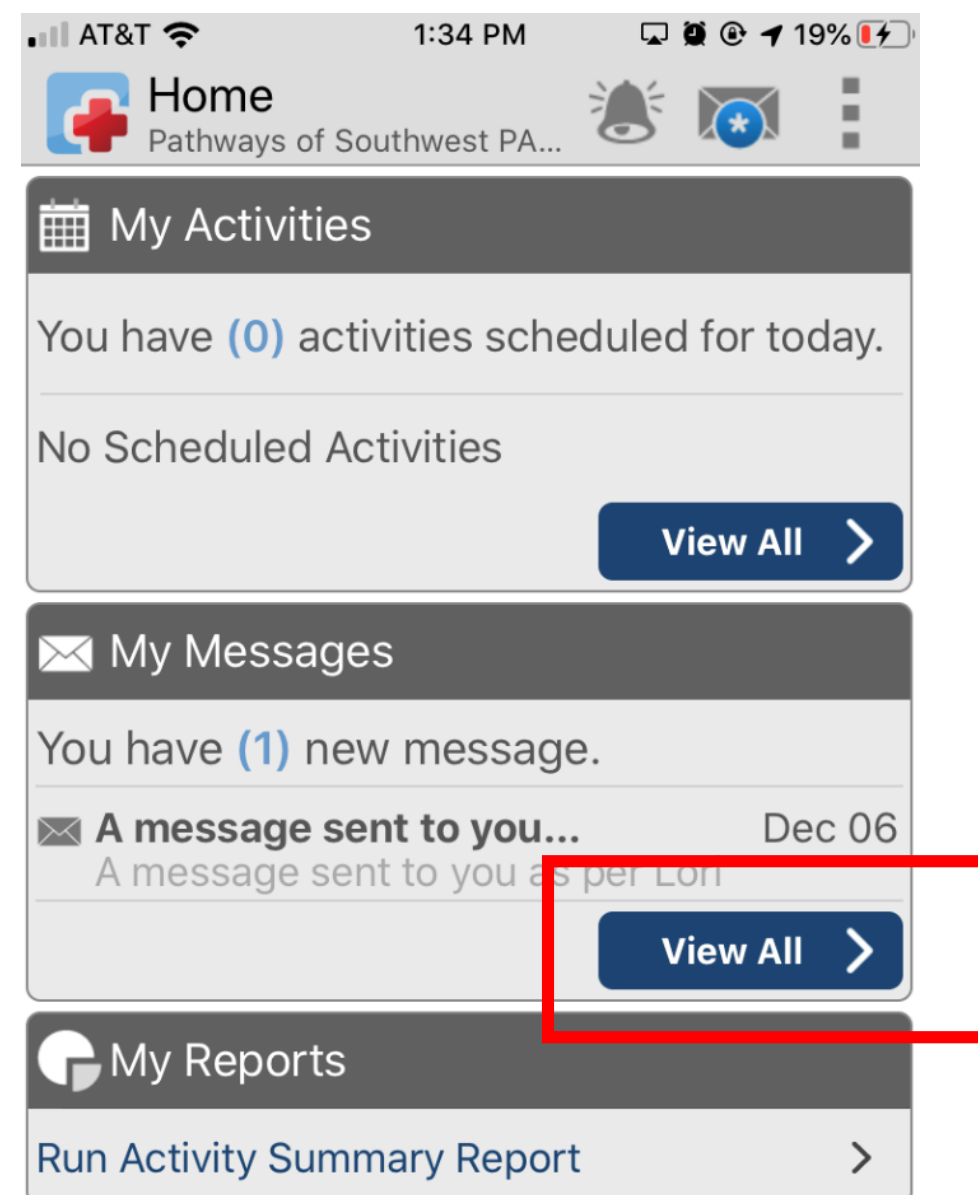 AT&T 1:34 PM 19%
Home
Pathways of Southwest PA...
My Activities
You have (0) activities scheduled for today.
No Scheduled Activities
View All
My Messages
You have (1) new message.
A message sent to you... Dec 06
A message sent to you as per Lori
View All
My Reports
Run Activity Summary Report